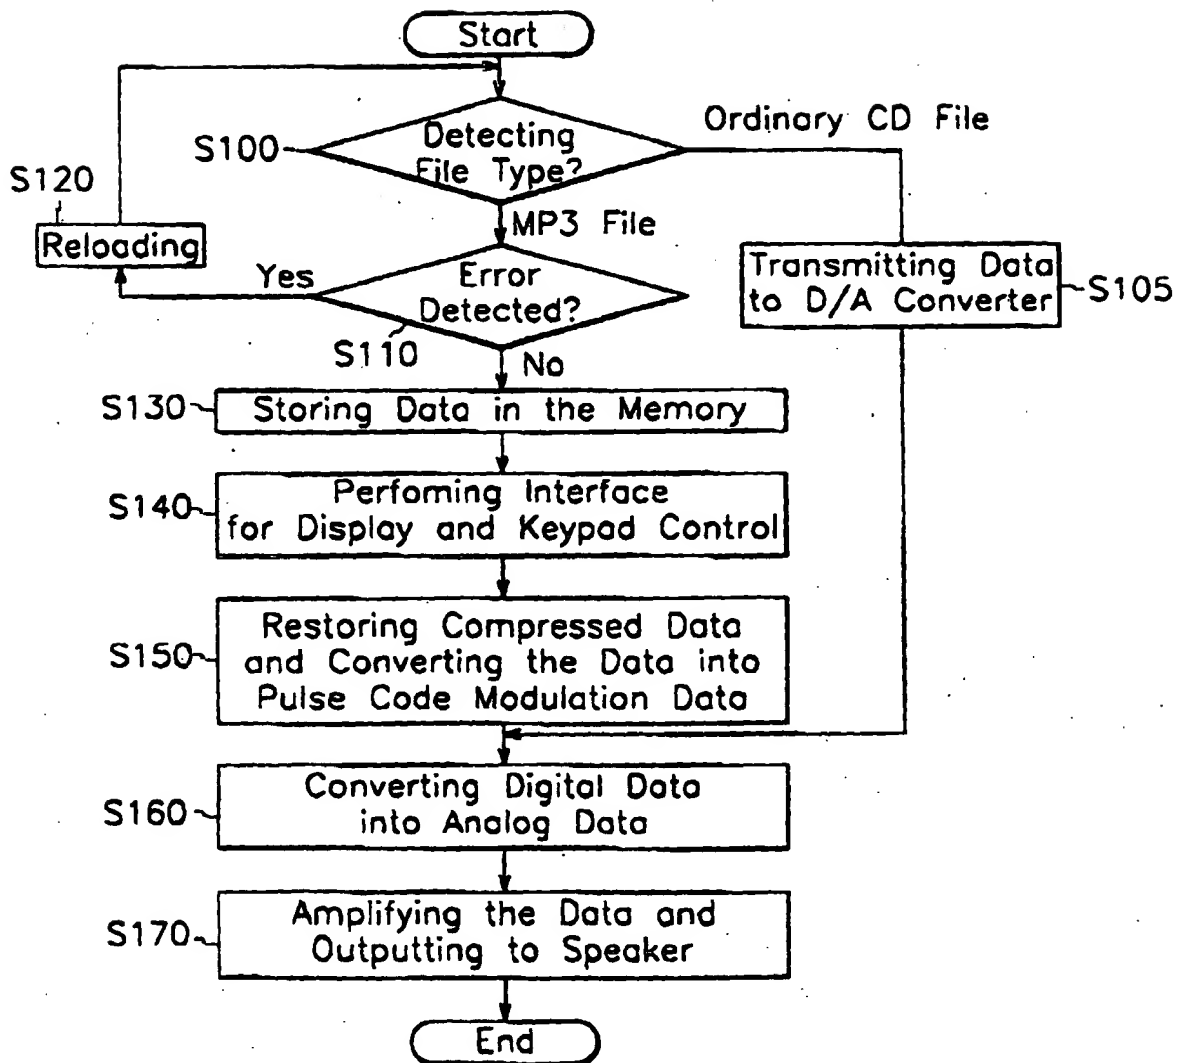 Start
Ordinary CD File
S100
Detecting
File Type?
S120
MP3 File
Reloading
Yes
Error
Detected?
Transmitting Data
to D/A Converter
S105
S110
No
S130
Storing Data in the Memory
S140
Perfoming Interface
for Display and Keypad Control
S150
Restoring Compressed Data
and Converting the Data into
Pulse Code Modulation Data
S160
Converting Digital Data
into Analog Data
S170
Amplifying the Data and
Outputting to Speaker
End